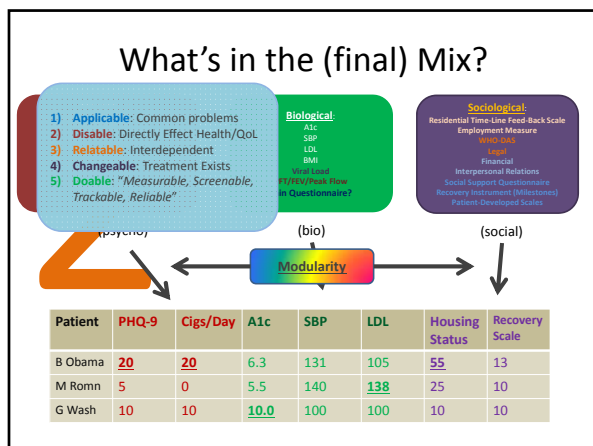 What's in the (final) Mix?
1) Applicable: Common problems
2) Disable: Directly Effect Health/QoL
3) Relatable: Interdependent
4) Changeable: Treatment Exists
5) Doable: "Measurable, Screenable,
Trackable, Reliable"
Biological:
A1c
SBP
LDL
BMI
Viral Load
FT/FEV/Peak Flow
in Questionnaire?
Sociological:
Residential Time-Line Feed-Back Scale
Employment Measure
WHO-DAS
Legal
Financial
Interpersonal Relations
Social Support Questionnaire
Recovery Instrument (Milestones)
Patient-Developed Scales
(psycho)
(bio)
(social)
Modularity
Patient PHQ-9 Cigs/Day A1c SBP LDL Housing Status Recovery Scale
B Obama 20 20 6.3 131 105 55 13
M Romn 5 0 5.5 140 138 25 10
G Wash 10 10 10.0 100 100 10 10